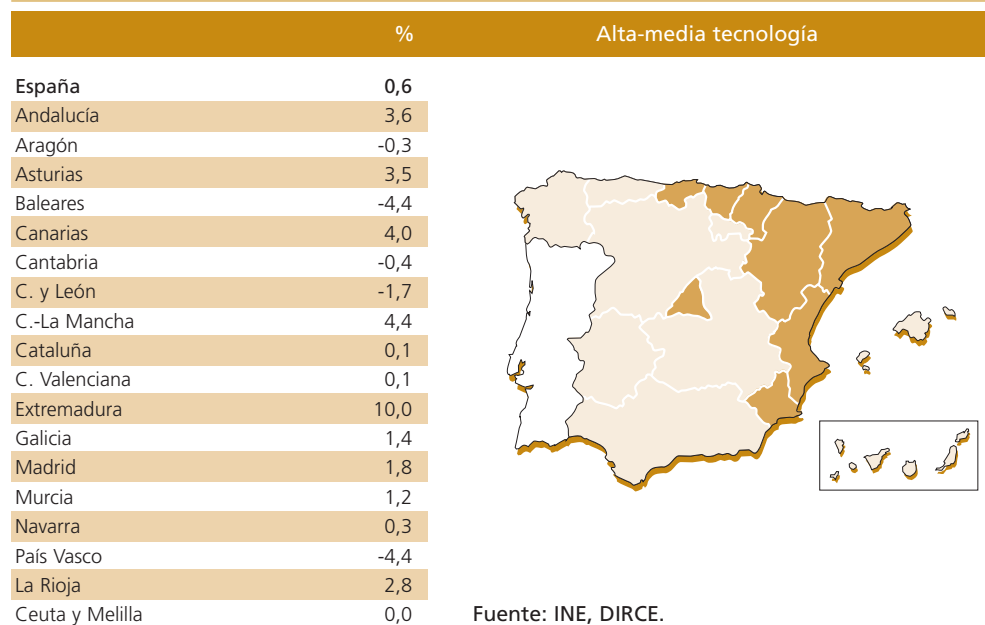 % Alta-media tecnología
España 0,6
Andalucía 3,6
Aragón -0,3
Asturias 3,5
Baleares -4,4
Canarias 4,0
Cantabria -0,4
C. y León -1,7
C.-La Mancha 4,4
Cataluña 0,1
C. Valenciana 0,1
Extremadura 10,0
Galicia 1,4
Madrid 1,8
Murcia 1,2
Navarra 0,3
País Vasco -4,4
La Rioja 2,8
Ceuta y Melilla 0,0
Fuente: INE, DIRCE.